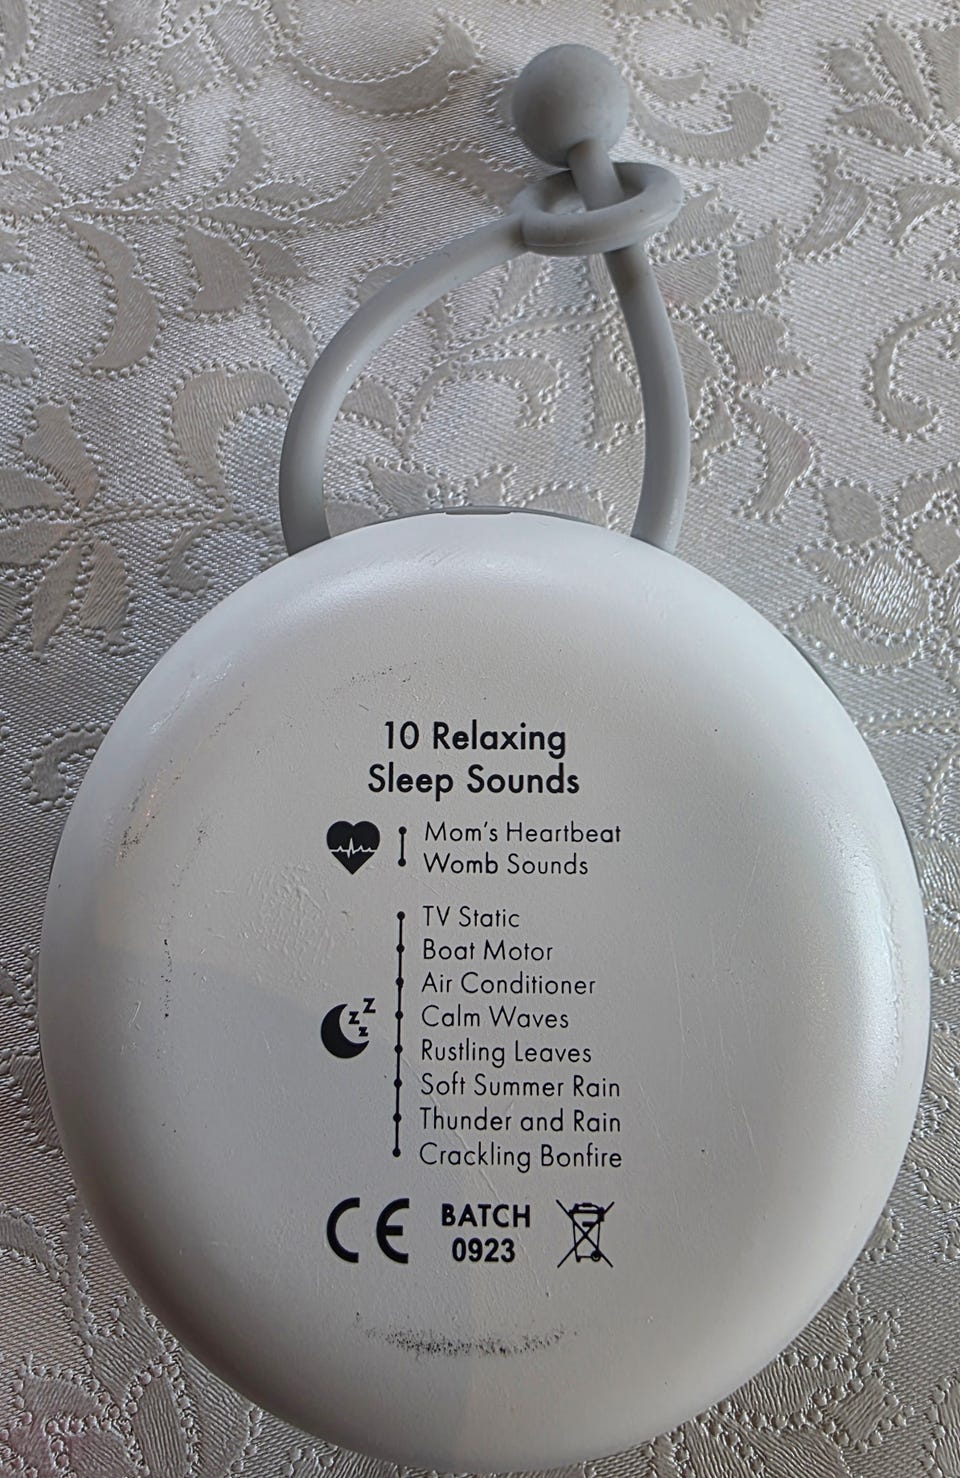 10 Relaxing
Sleep Sounds
Mom's Heartbeat
Womb Sounds
TV Static
Boat Motor
Air Conditioner
Calm Waves
Rustling Leaves
Soft Summer Rain
Thunder and Rain
Crackling Bonfire
z z z
CE BATCH
0923